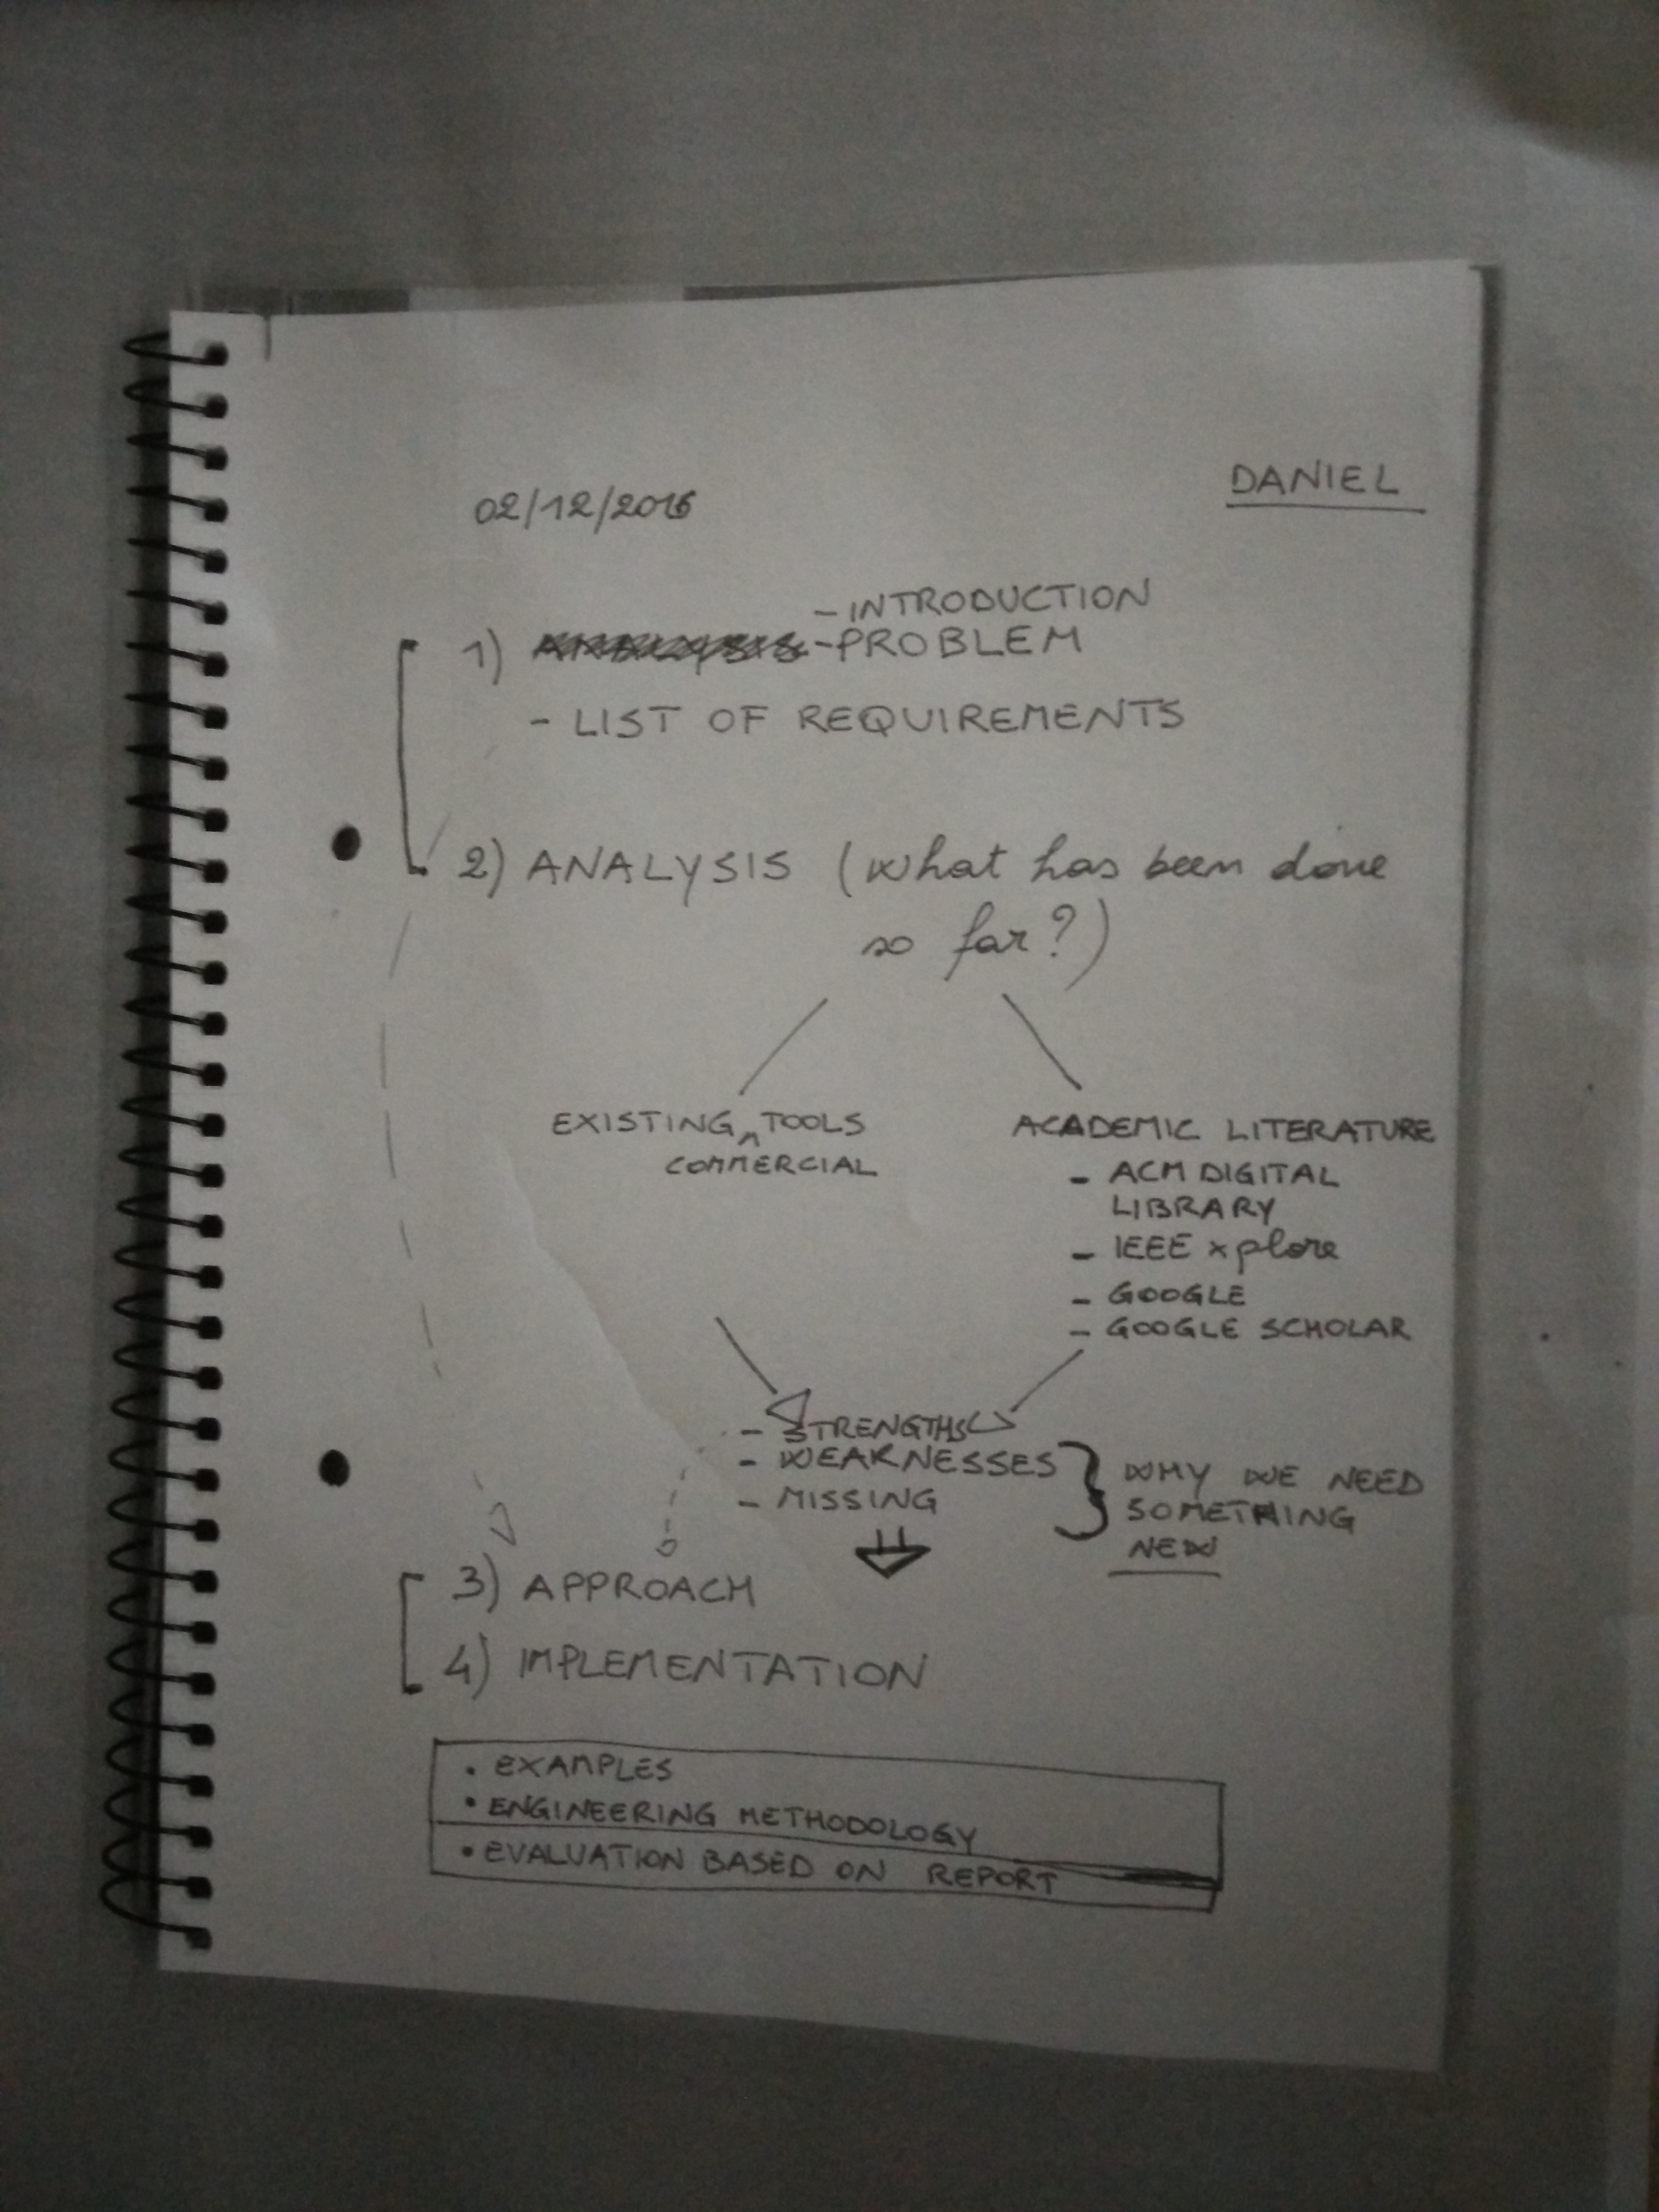 DANIEL
02/12/2016
- INTRODUCTION
1) - PROBLEM
- LIST OF REQUIREMENTS
2) ANALYSIS (what has been done
so far?)
EXISTING TOOLS
COMMERCIAL
ACADEMIC LITERATURE
- ACM DIGITAL
LIBRARY
- IEEE xplore
- GOOGLE
- GOOGLE SCHOLAR
- STRENGTHS
- WEAKNESSES
- MISSING
WHY WE NEED
SOMETHING
NEW
3) APPROACH
4) IMPLEMENTATION
• EXAMPLES
• ENGINEERING METHODOLOGY
• EVALUATION BASED ON REPORT